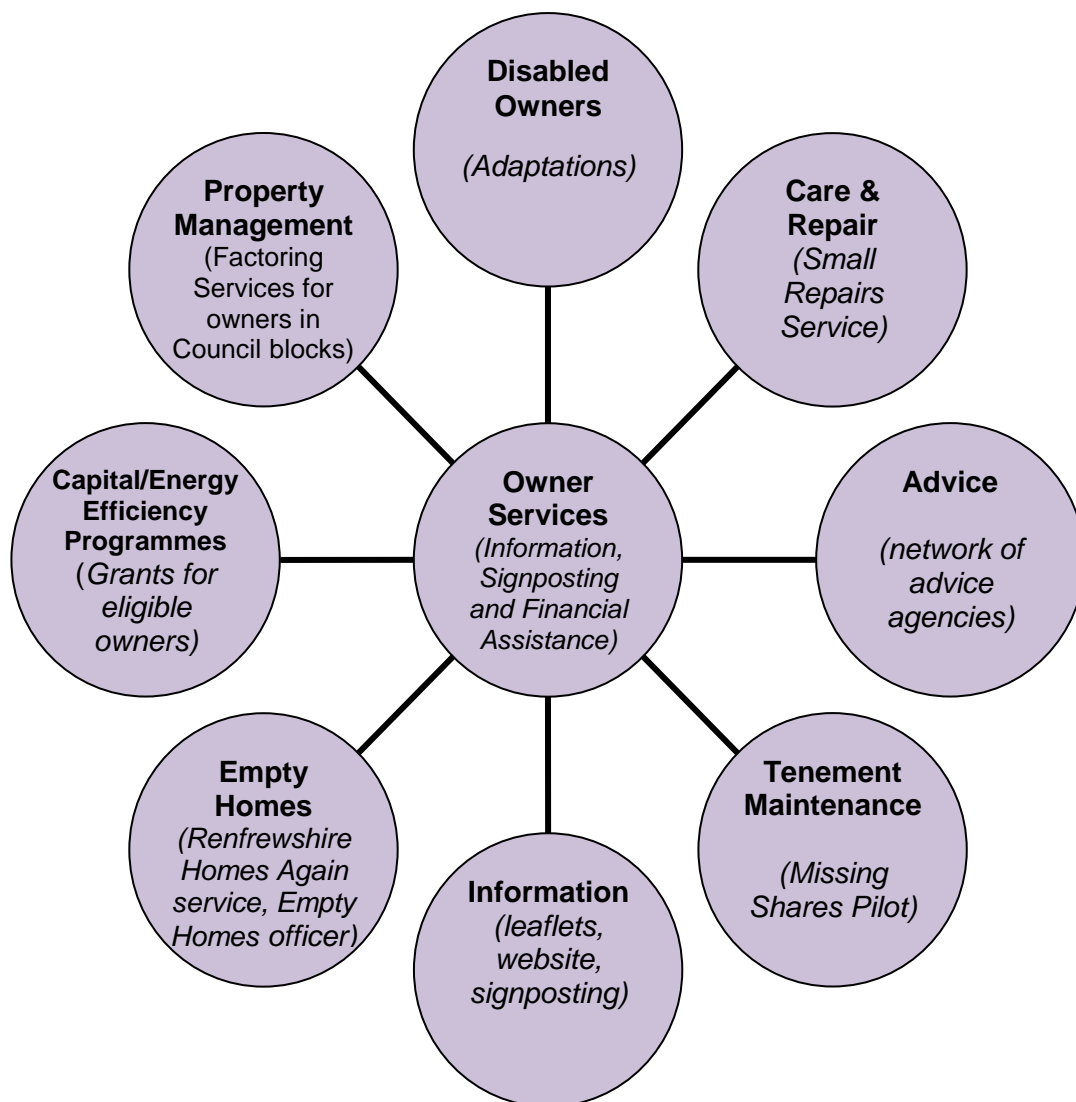 Disabled
Owners
(Adaptations)
Property
Management
(Factoring
Services for
owners in
Council blocks)
Care &
Repair
(Small
Repairs
Service)
Capital/Energy
Efficiency
Programmes
(Grants for
eligible
owners)
Owner
Services
(Information,
Signposting
and Financial
Assistance)
Advice
(network of
advice
agencies)
Empty
Homes
(Renfrewshire
Homes Again
service, Empty
Homes officer)
Information
(leaflets,
website,
signposting)
Tenement
Maintenance
(Missing
Shares Pilot)